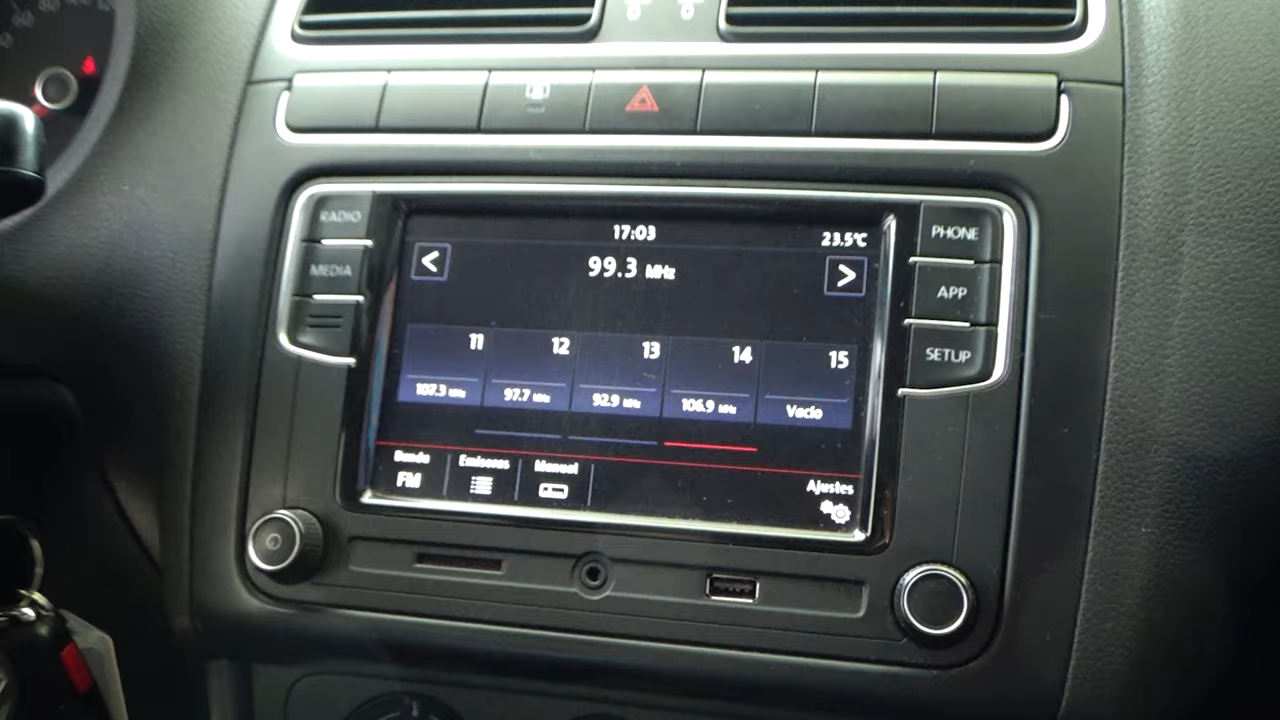 RADIO
MEDIA
PHONE
APP
SETUP
17:03
23.5°C
<
99.3 MHz
>
11 12 13 14 15
107.3 MHz 97.7 MHz 92.9 MHz 106.9 MHz Vacío
Banda Emisoras Manual
FM
Ajustes